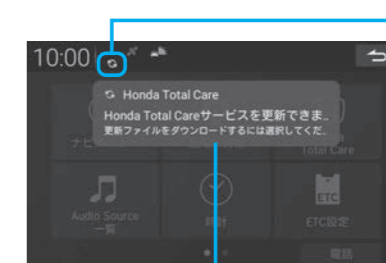 10:00
Honda Total Care
Honda Total Careサービスを更新できま…
更新ファイルをダウンロードするには選択してくだ…
ナビ
Total Care
Audio Source
一覧
時計
ETC
ETC設定
電話